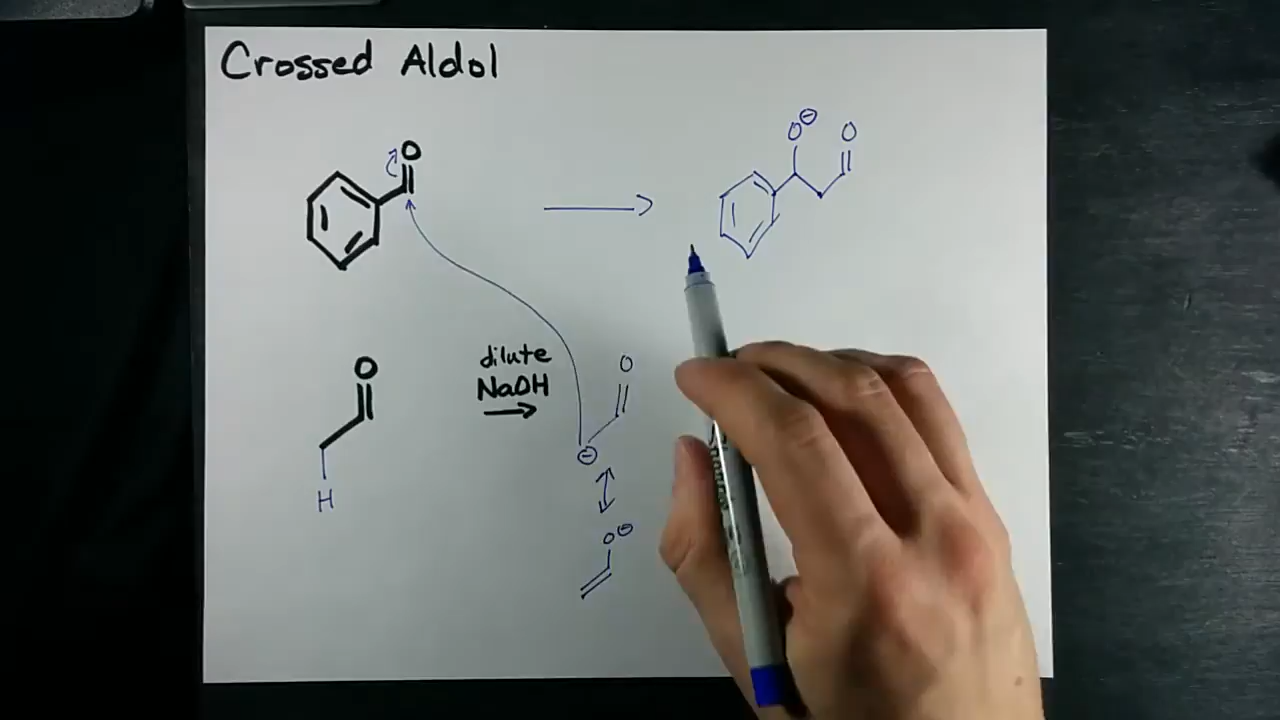 Crossed Aldol
O
O⊖
O
O
H
dilute
NaOH
O
⊖
O⊖